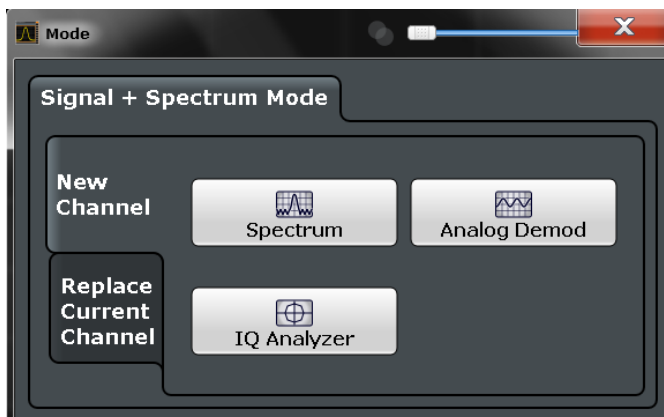 Mode
Signal + Spectrum Mode
New
Channel
Spectrum
Analog Demod
Replace
Current
Channel
IQ Analyzer